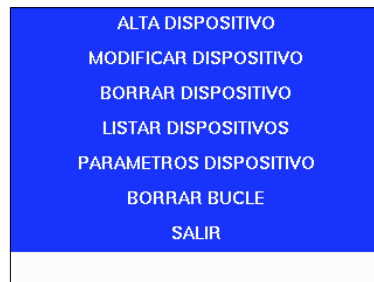 ALTA DISPOSITIVO
MODIFICAR DISPOSITIVO
BORRAR DISPOSITIVO
LISTAR DISPOSITIVOS
PARAMETROS DISPOSITIVO
BORRAR BUCLE
SALIR